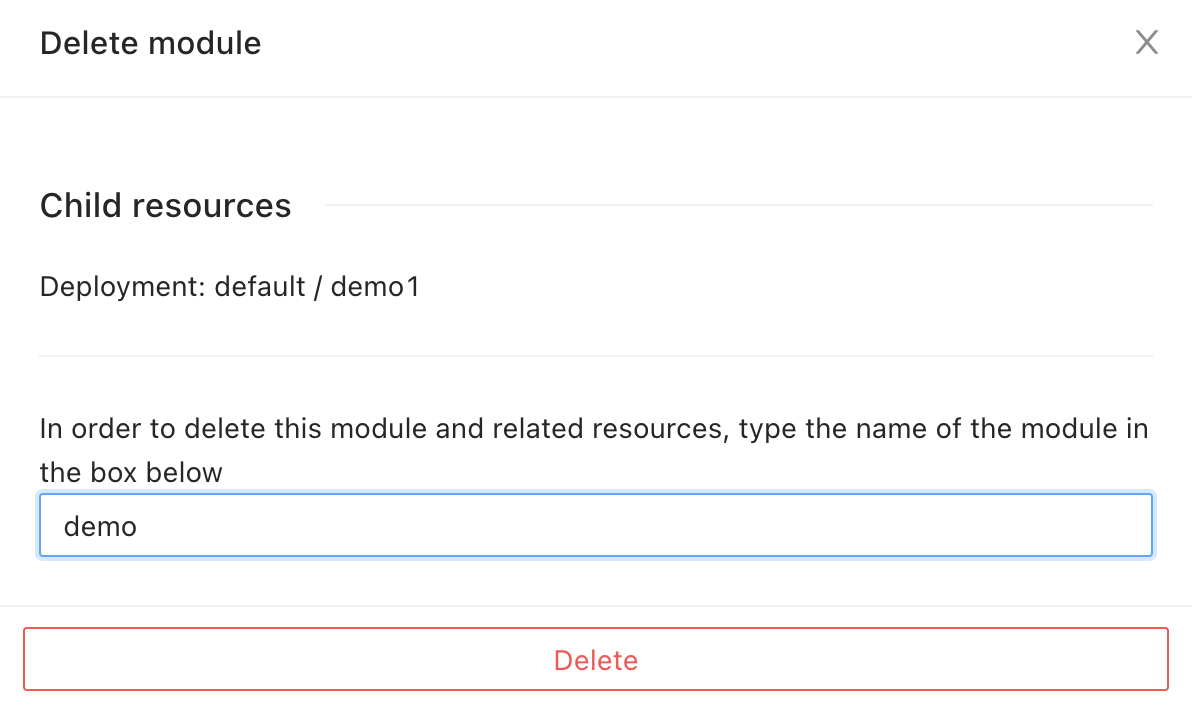 Delete module
Child resources
Deployment: default / demo1
In order to delete this module and related resources, type the name of the module in
the box below
demo
Delete